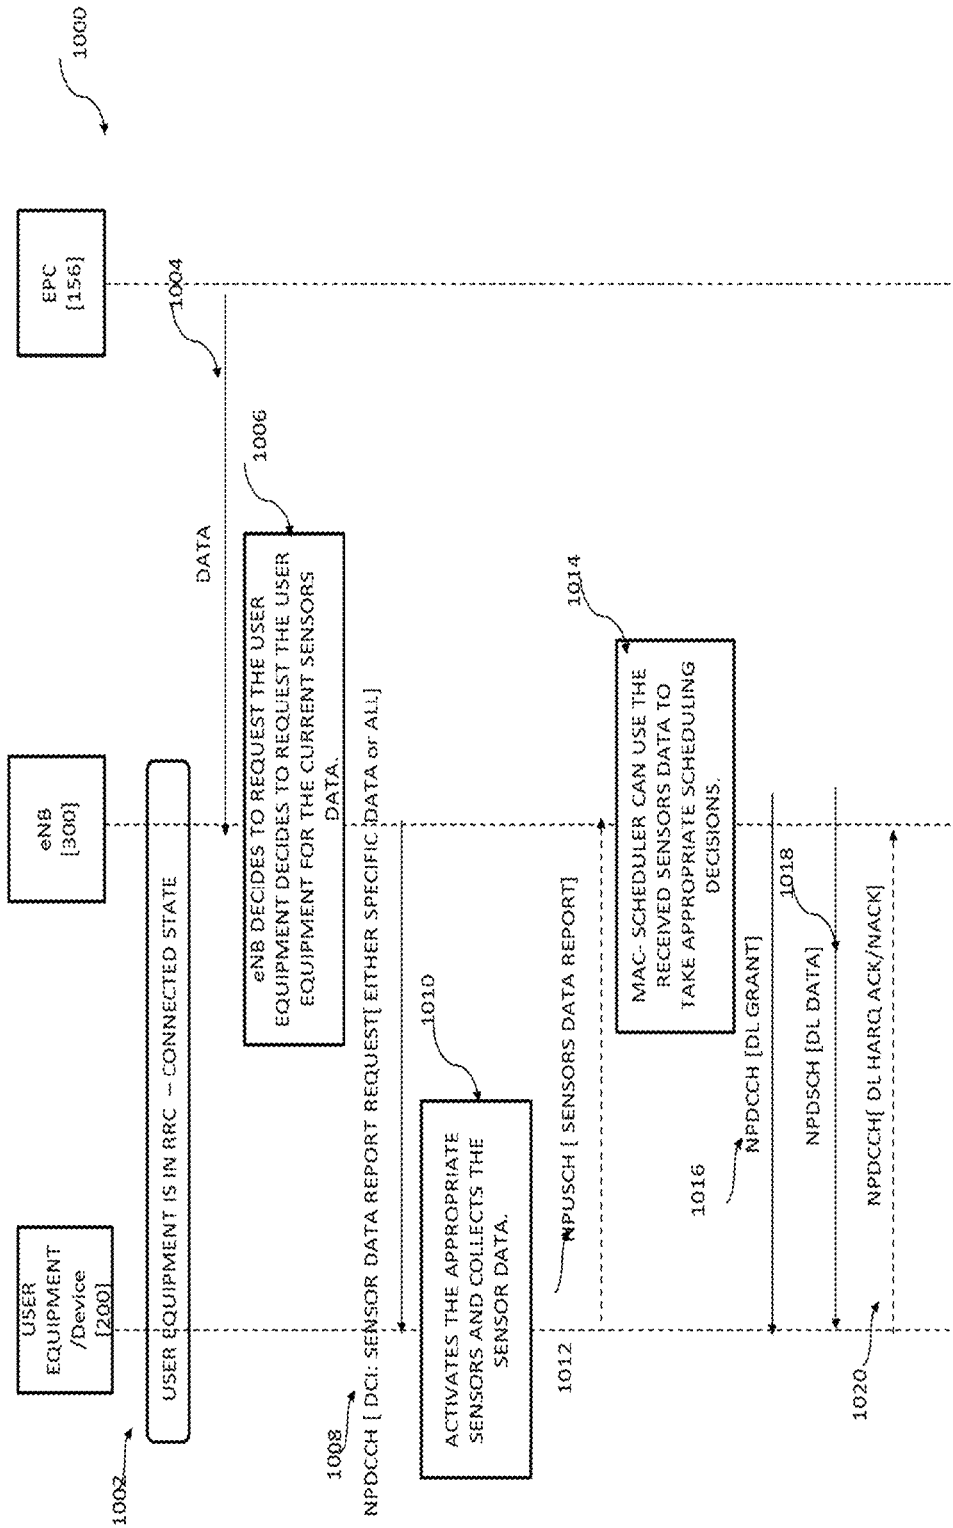 1000
USER
EQUIPMENT
/Device
[200]
eNB
[300]
EPC
[156]
1002
USER EQUIPMENT IS IN RRC – CONNECTED STATE
1004
DATA
1006
eNB DECIDES TO REQUEST THE USER
EQUIPMENT DECIDES TO REQUEST THE USER
EQUIPMENT FOR THE CURRENT SENSORS
DATA.
1008
NPDCCH [ DCI: SENSOR DATA REPORT REQUEST[ EITHER SPECIFIC DATA or ALL]
1010
ACTIVATES THE APPROPRIATE
SENSORS AND COLLECTS THE
SENSOR DATA.
1012
NPUSCH [ SENSORS DATA REPORT]
1014
MAC- SCHEDULER CAN USE THE
RECEIVED SENSORS DATA TO
TAKE APPROPRIATE SCHEDULING
DECISIONS.
1016
NPDCCH [DL GRANT]
1018
NPDSCH [DL DATA]
1020
NPDCCH[ DL HARQ ACK/NACK]